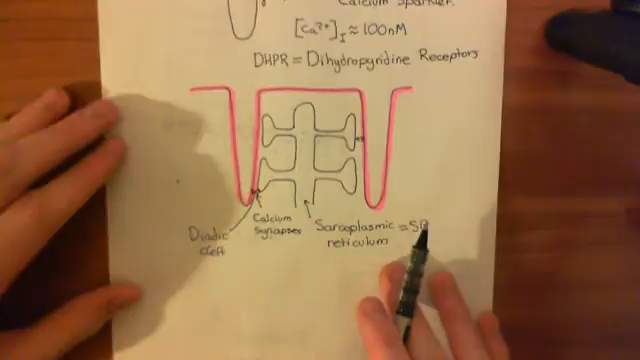 Calcium sparklet.
[Ca²⁺]ᵢ ≈ 100nM
DHPR = Dihydropyridine Receptors
Diadic
cleft
Calcium
Synapses
Sarcoplasmic = SR
reticulum